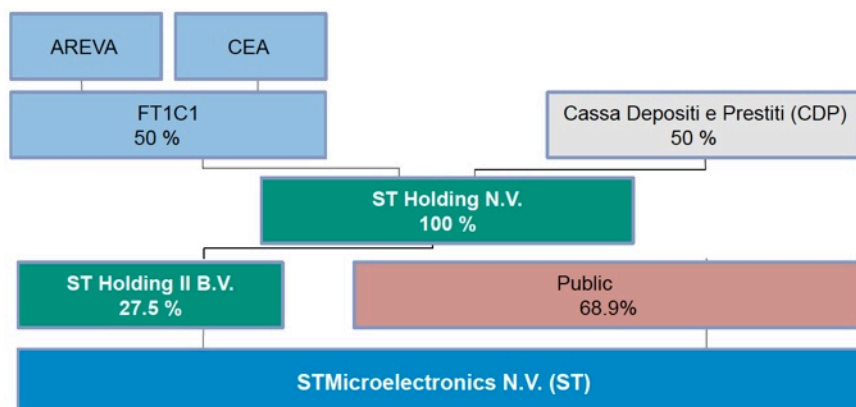 AREVA
CEA
FT1C1
50 %
Cassa Depositi e Prestiti (CDP)
50 %
ST Holding N.V.
100 %
ST Holding II B.V.
27.5 %
Public
68.9%
STMicroelectronics N.V. (ST)